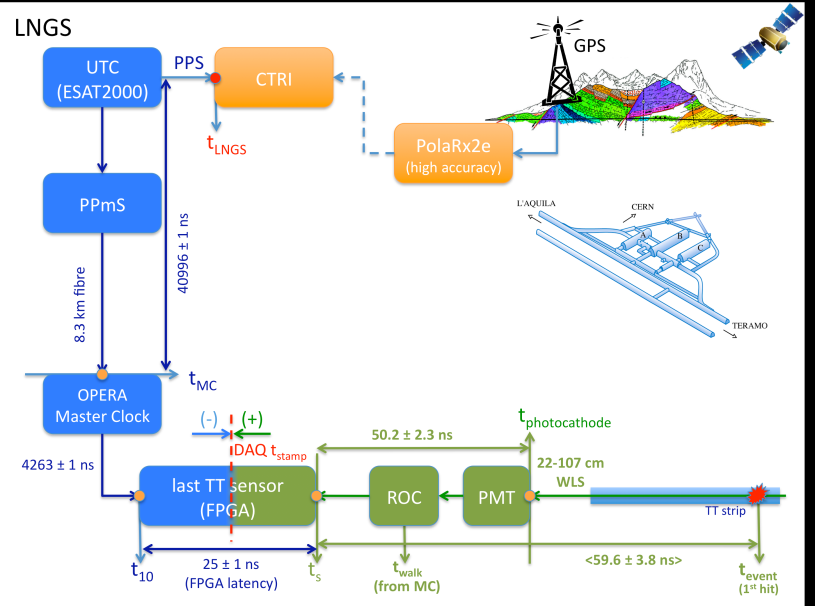 LNGS
UTC
(ESAT2000)
PPS
CTRI
GPS
tLNGS
PolaRx2e
(high accuracy)
PPmS
40996 ± 1 ns
8.3 km fibre
L'AQUILA
CERN
A
B
C
TERAMO
tMC
OPERA
Master Clock
(-)
(+)
DAQ tstamp
50.2 ± 2.3 ns
tphotocathode
4263 ± 1 ns
22-107 cm
WLS
last TT sensor
(FPGA)
ROC
PMT
TT strip
t10
25 ± 1 ns
(FPGA latency)
tS
twalk
(from MC)
<59.6 ± 3.8 ns>
tevent
(1st hit)